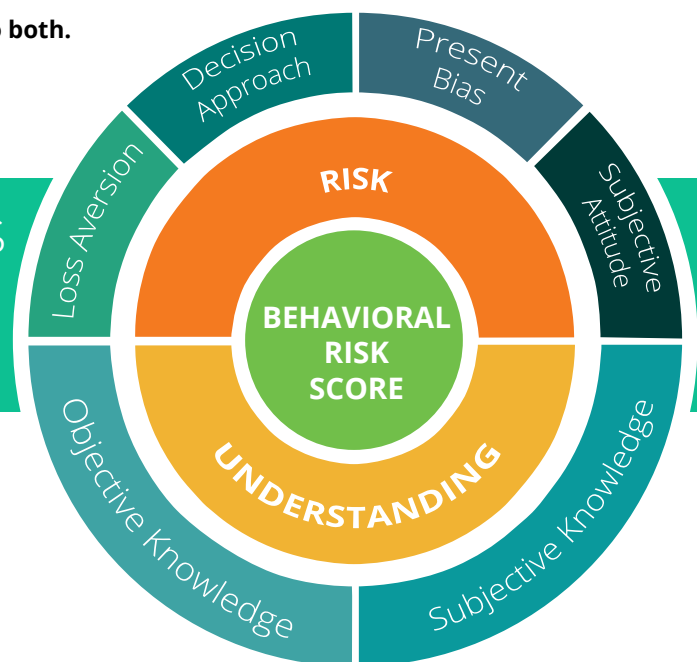 both.
Decision
Approach
Present
Bias
Loss Aversion
Subjective
Attitude
RISK
BEHAVIORAL
RISK
SCORE
UNDERSTANDING
Objective Knowledge
Subjective Knowledge